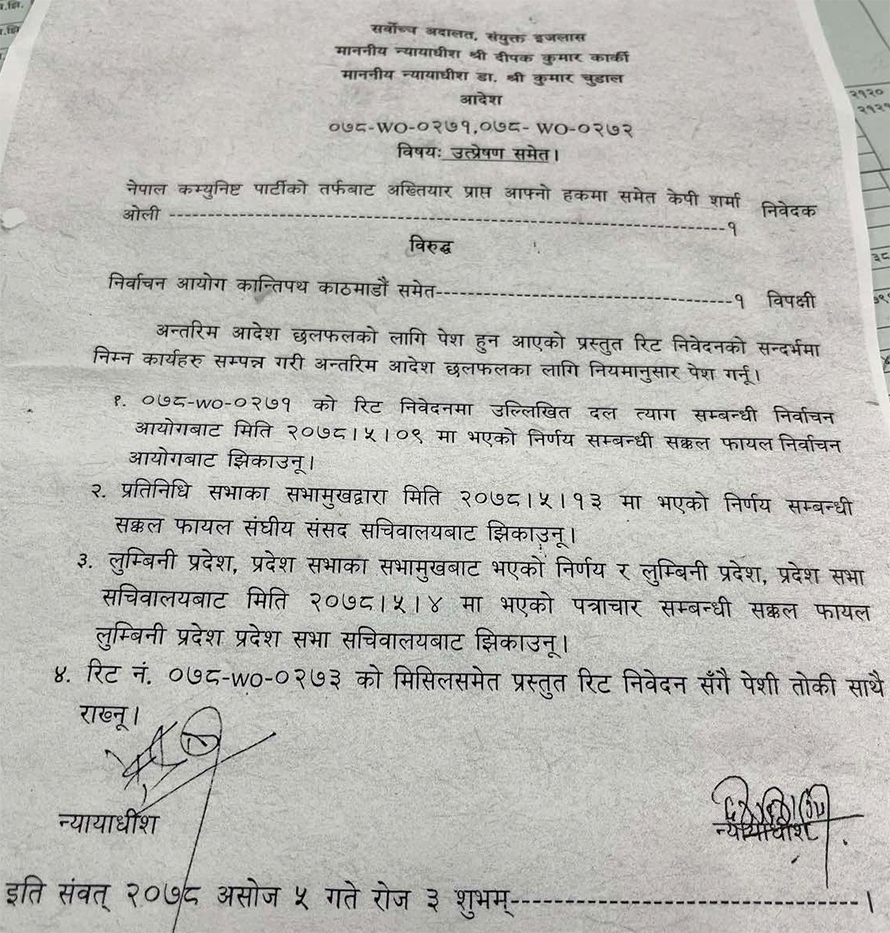 सर्वोच्च अदालत, संयुक्त इजलास
माननीय न्यायाधीश श्री दीपक कुमार कार्की
माननीय न्यायाधीश डा. श्री कुमार चुडाल
आदेश
०७८-WO-०२७१,०७८- WO-०२७२
विषयः उत्प्रेषण समेत।
नेपाल कम्युनिष्ट पार्टीको तर्फबाट अख्तियार प्राप्त आफ्नो हकमा समेत केपी शर्मा निवेदक
ओली ------------------------------------------------------------------१
विरुद्ध
निर्वाचन आयोग कान्तिपथ काठमाडौं समेत-----------------------------------१ विपक्षी
अन्तरिम आदेश छलफलको लागि पेश हुन आएको प्रस्तुत रिट निवेदनको सन्दर्भमा
निम्न कार्यहरु सम्पन्न गरी अन्तरिम आदेश छलफलका लागि नियमानुसार पेश गर्नू।
१. ०७८-WO-०२७१ को रिट निवेदनमा उल्लिखित दल त्याग सम्बन्धी निर्वाचन
आयोगबाट मिति २०७८।५।०९ मा भएको निर्णय सम्बन्धी सक्कल फायल निर्वाचन
आयोगबाट झिकाउनू।
२. प्रतिनिधि सभाका सभामुखद्वारा मिति २०७८।५।१३ मा भएको निर्णय सम्बन्धी
सक्कल फायल संघीय संसद सचिवालयबाट झिकाउनू।
३. लुम्बिनी प्रदेश, प्रदेश सभाका सभामुखबाट भएको निर्णय र लुम्बिनी प्रदेश, प्रदेश सभा
सचिवालयबाट मिति २०७८।५।४ मा भएको पत्राचार सम्बन्धी सक्कल फायल
लुम्बिनी प्रदेश प्रदेश सभा सचिवालयबाट झिकाउनू।
४. रिट नं. ०७८-WO-०२७३ को मिसिलसमेत प्रस्तुत रिट निवेदन सँगै पेशी तोकी साथै
राख्नू।
न्यायाधीश
न्यायाधीश
इति संवत् २०७८ असोज ५ गते रोज ३ शुभम्--------------------------------।